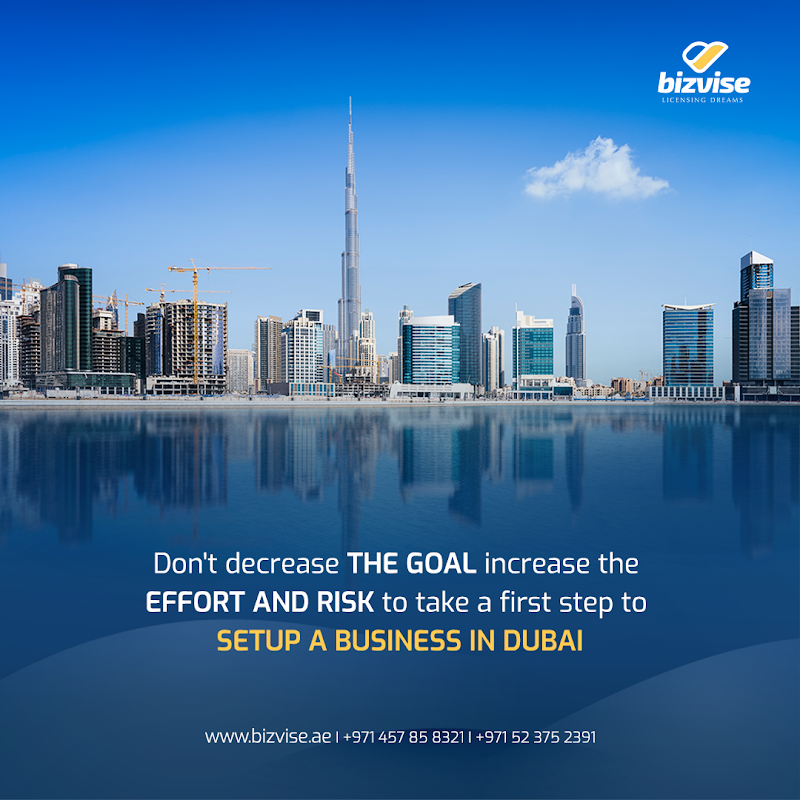 bizvise
LICENSING DREAMS
Don't decrease THE GOAL increase the
EFFORT AND RISK to take a first step to
SETUP A BUSINESS IN DUBAI
www.bizvise.ae I +971 457 85 8321 I +971 52 375 2391